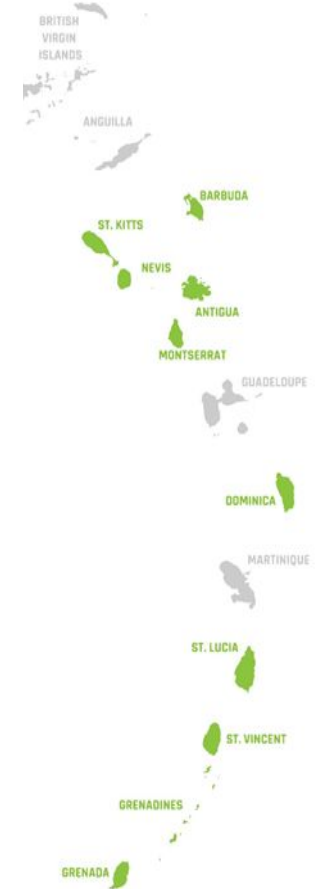 BRITISH
VIRGIN
ISLANDS
ANGUILLA
BARBUDA
ST. KITTS
NEVIS
ANTIGUA
MONTSERRAT
GUADELOUPE
DOMINICA
MARTINIQUE
ST. LUCIA
ST. VINCENT
GRENADINES
GRENADA